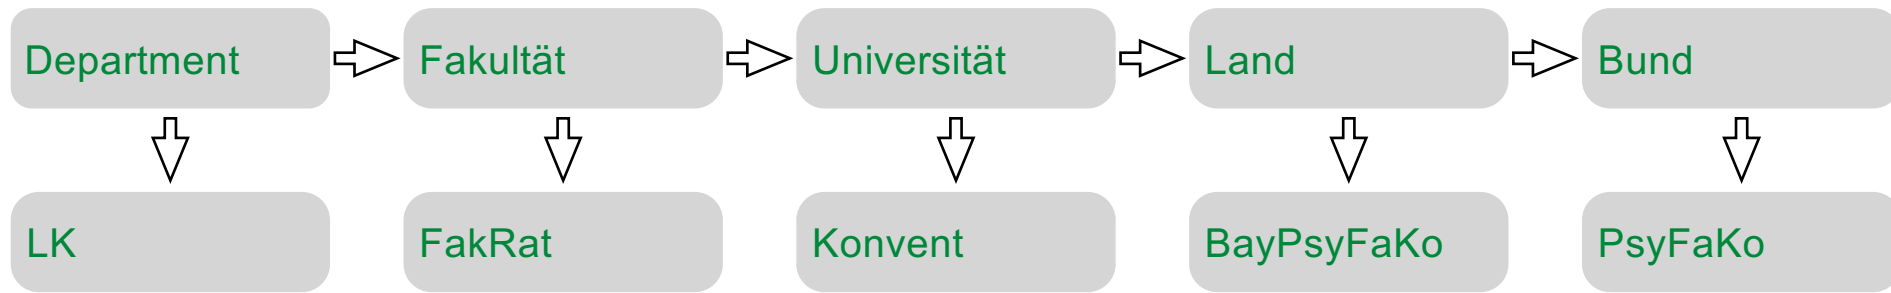 Department
Fakultät
Universität
Land
Bund
LK
FakRat
Konvent
BayPsyFaKo
PsyFaKo